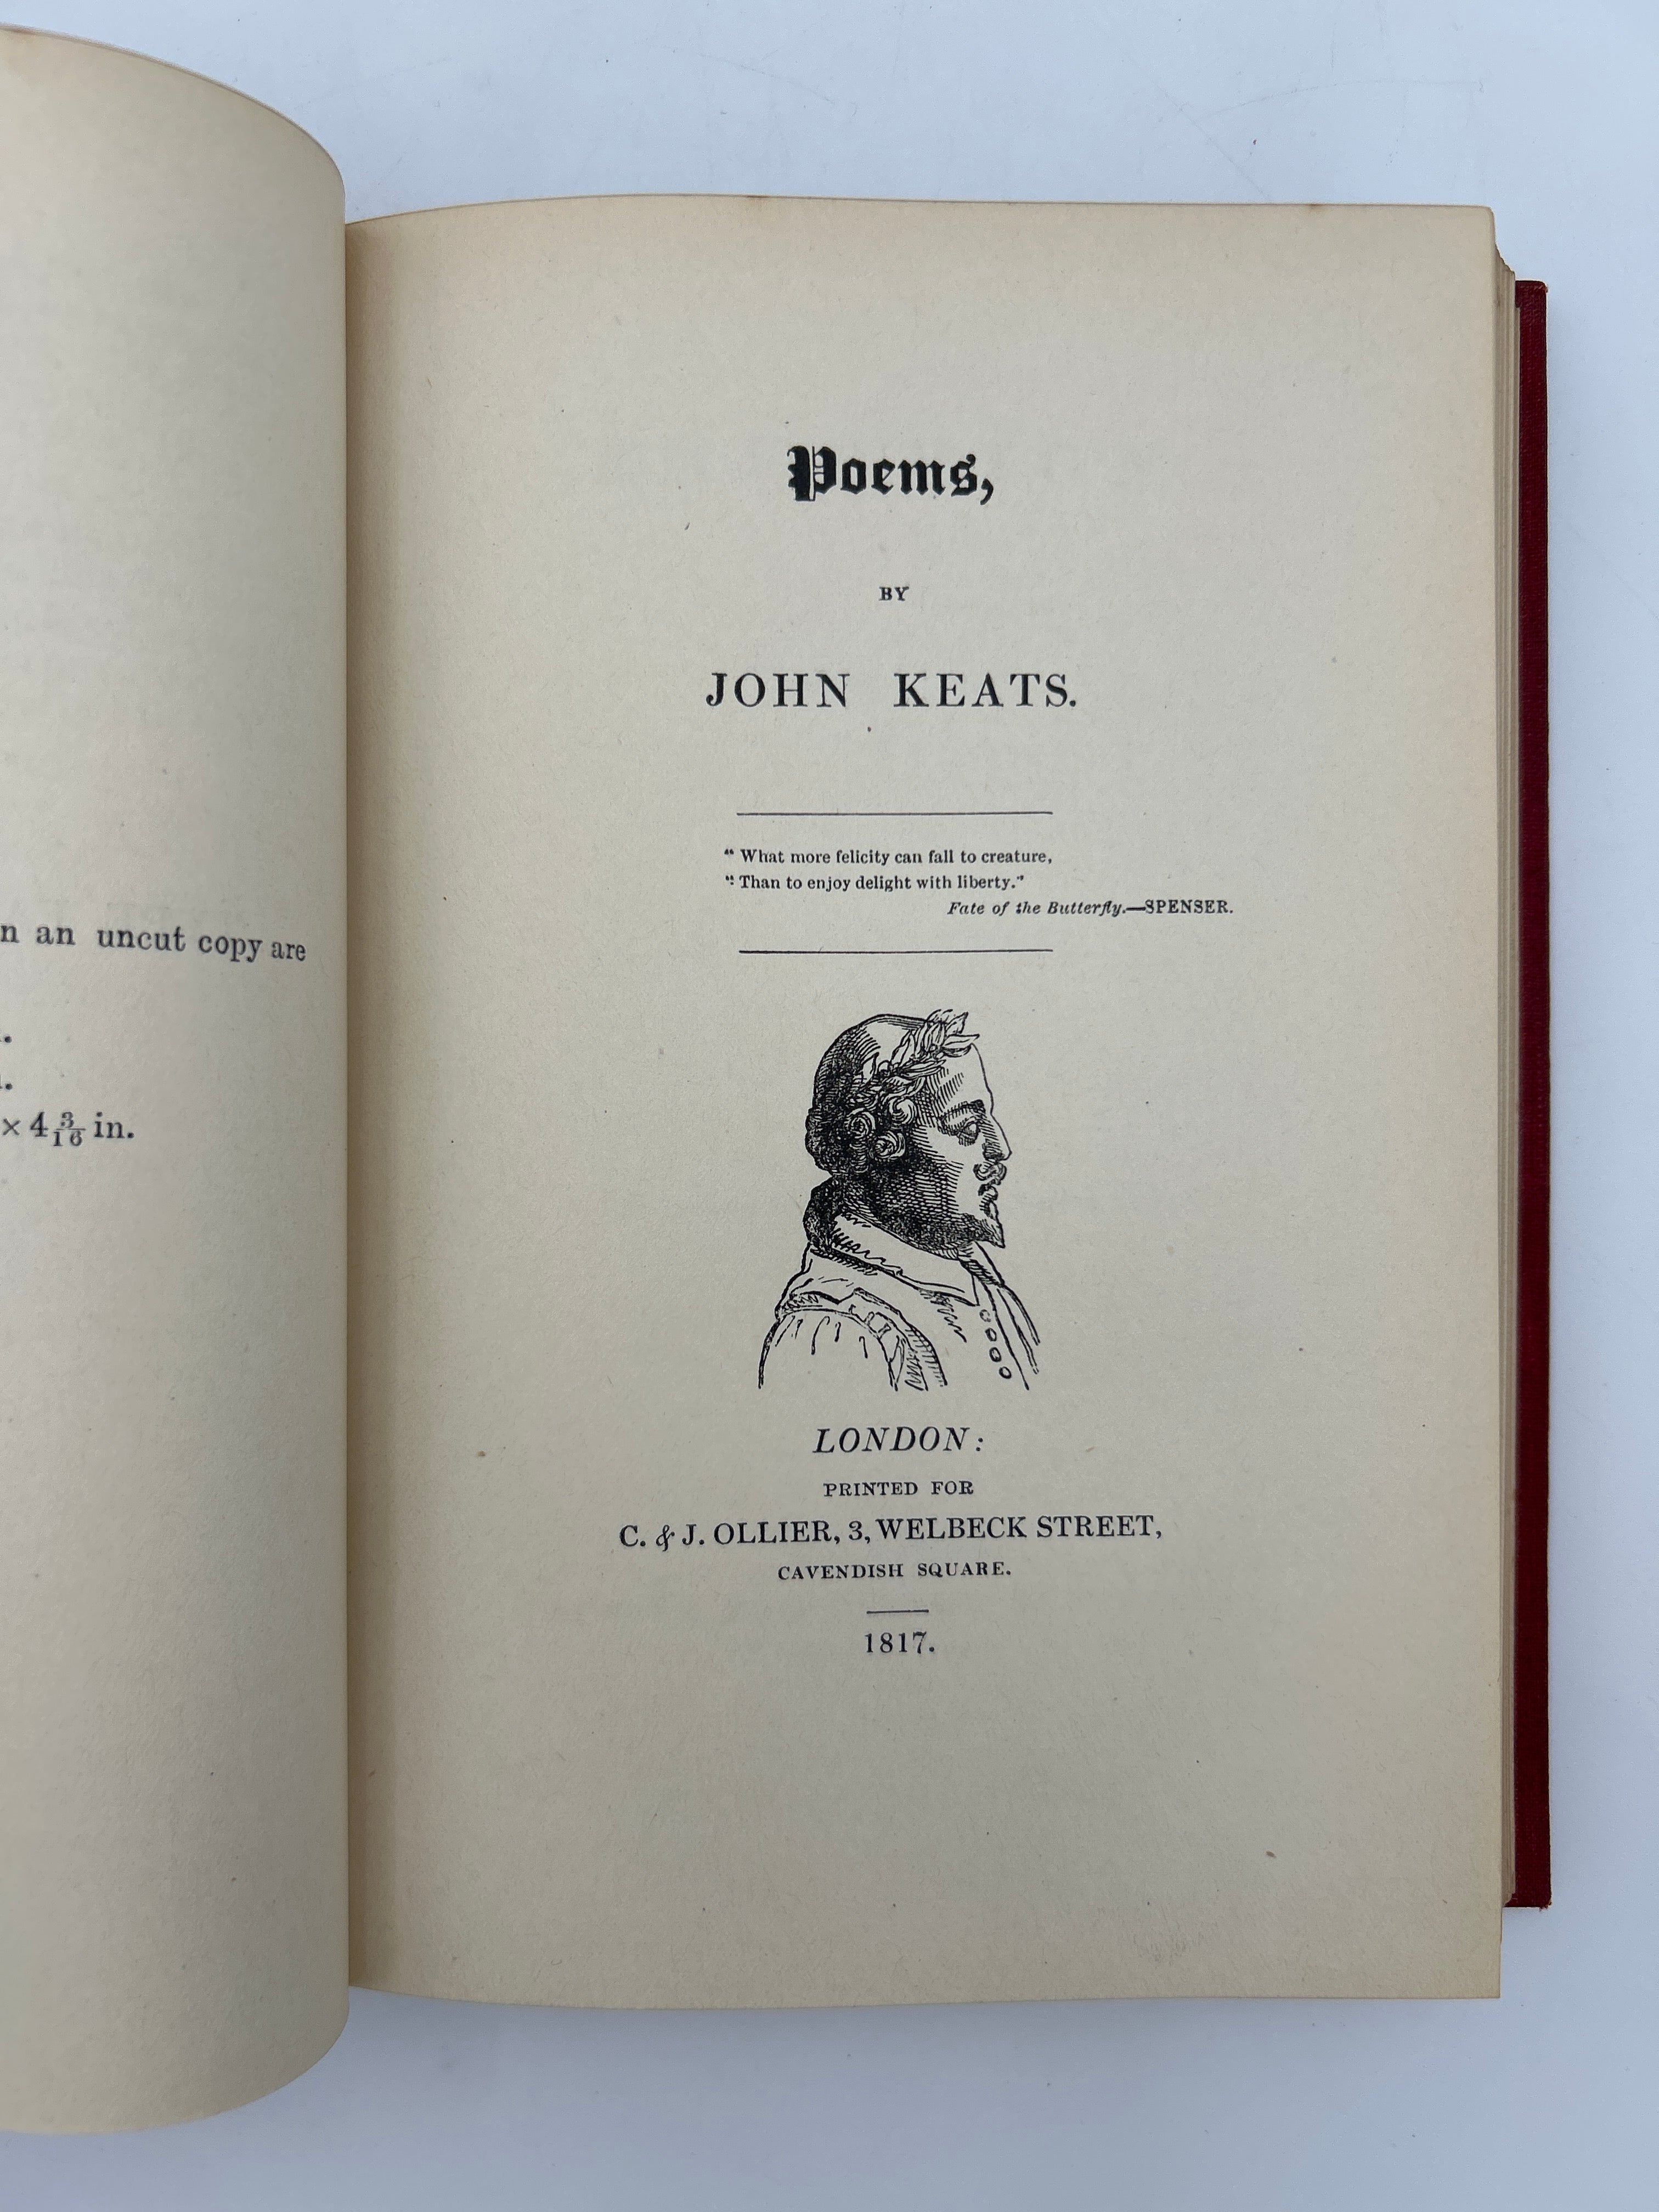 n an uncut copy are
.
.
× 4 3/16 in.
Poems,
BY
JOHN KEATS.
“ What more felicity can fall to creature,
“ Than to enjoy delight with liberty.”
Fate of the Butterfly.—SPENSER.
LONDON:
PRINTED FOR
C. & J. OLLIER, 3, WELBECK STREET,
CAVENDISH SQUARE.
1817.